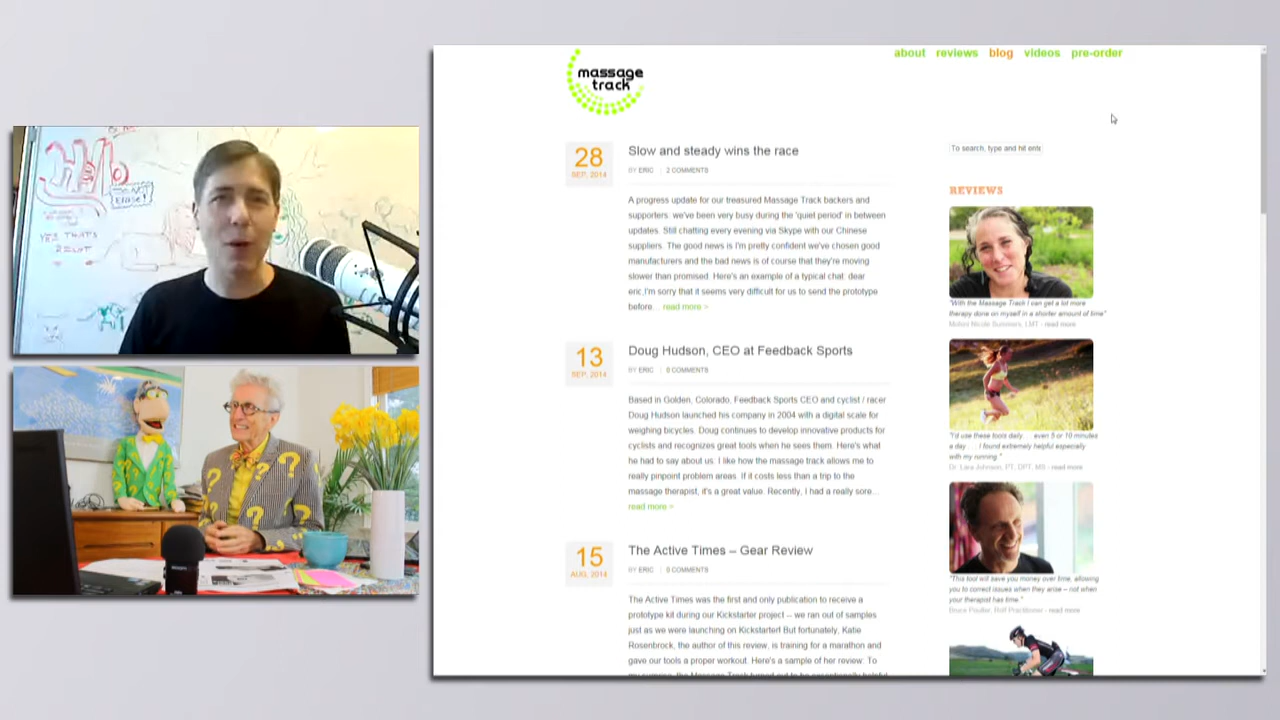 massage
track
about reviews blog videos pre-order
28
SEP, 2014
Slow and steady wins the race
BY ERIC | 2 COMMENTS
A progress update for our treasured Massage Track backers and
supporters. we've been very busy during the 'quiet period' in between
updates. Still chatting every evening via Skype with our Chinese
suppliers. The good news is I'm pretty confident we've chosen good
manufacturers and the bad news is of course that they're moving
slower than promised. Here's an example of a typical chat: dear
eric,I'm sorry that it seems very difficult for us to send the prototype
before... read more >
13
SEP, 2014
Doug Hudson, CEO at Feedback Sports
BY ERIC | 0 COMMENTS
Based in Golden, Colorado, Feedback Sports CEO and cyclist / racer
Doug Hudson launched his company in 2004 with a digital scale for
weighing bicycles. Doug continues to develop innovative products for
cyclists and recognizes great tools when he sees them. Here's what
he had to say about us: I like how the massage track allows me to
really pinpoint problem areas. If it costs less than a trip to the
massage therapist, it's a great value. Recently, I had a really sore...
read more >
15
AUG, 2014
The Active Times – Gear Review
BY ERIC | 0 COMMENTS
The Active Times was the first and only publication to receive a
prototype kit during our Kickstarter project – we ran out of samples
just as we were launching on Kickstarter! But fortunately, Katie
Rosenbrock, the author of this review, is training for a marathon and
gave our tools a proper workout. Here's a sample of her review: To
To search, type and hit ente
REVIEWS
"With the Massage Track I can get a lot more
therapy done on myself in a shorter amount of time"
Nicole Summers, LMT - read more
"I'd use these tools daily. . . even 5 or 10 minutes
a day . . . I found extremely helpful especially
with my running."
Dr. Lara Johnson, PT, DPT, MS - read more
"This tool will save you money over time, allowing
you to correct issues when they arise – not when
your therapist has time."
Bruce Poullar, Rolf Practitioner - read more
YES THAT'S